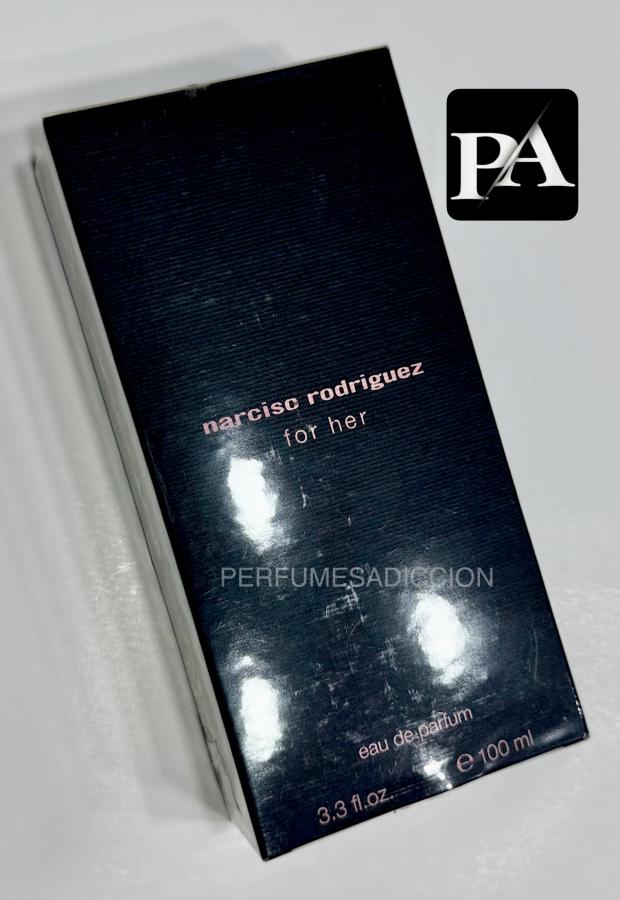 PA
narciso rodriguez
for her
PERFUMESADICCION
eau de parfum
3.3 fl.oz. e 100 ml